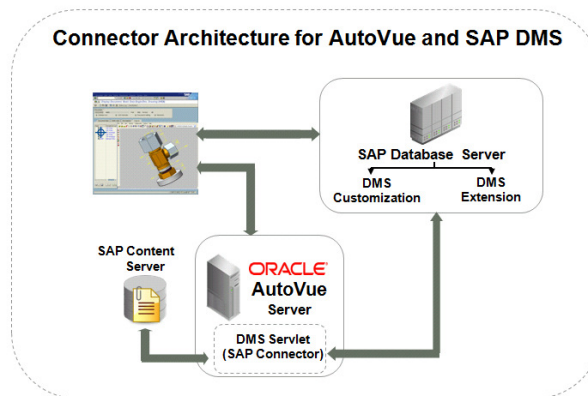 Connector Architecture for AutoVue and SAP DMS
SAP Database Server
DMS
Customization
DMS
Extension
SAP Content
Server
ORACLE
AutoVue
Server
DMS Servlet
(SAP Connector)